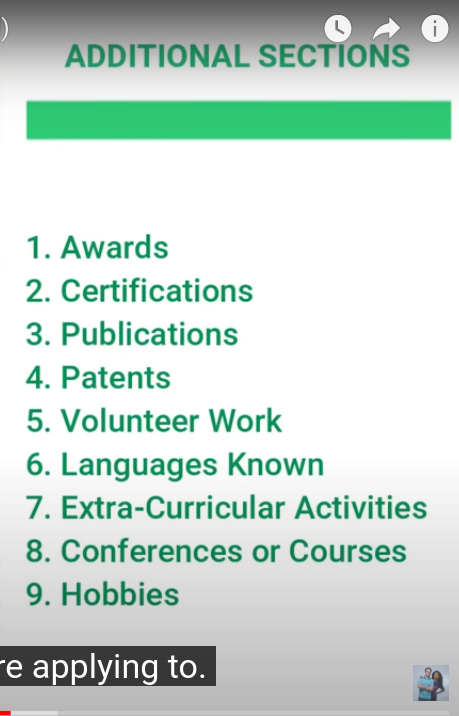 )
ADDITIONAL SECTIONS
1. Awards
2. Certifications
3. Publications
4. Patents
5. Volunteer Work
6. Languages Known
7. Extra-Curricular Activities
8. Conferences or Courses
9. Hobbies
re applying to.